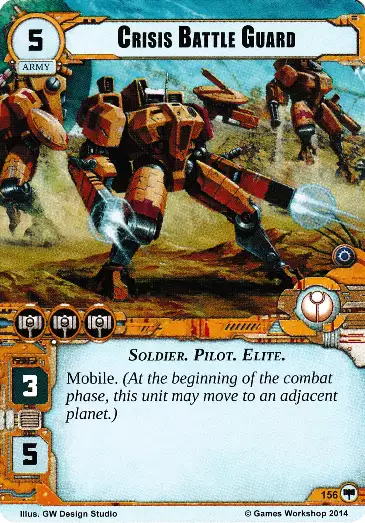 5
CRISIS BATTLE GUARD
ARMY
SOLDIER. PILOT. ELITE.
3
Mobile. (At the beginning of the combat
phase, this unit may move to an adjacent
planet.)
5
156
Illus. GW Design Studio
© Games Workshop 2014